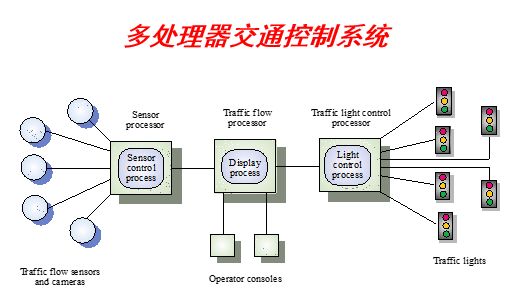 多处理器交通控制系统
Sensor
processor
Traffic flow
processor
Traffic light control
processor
Sensor
control
process
Display
process
Light
control
process
Traffic flow sensors
and cameras
Operator consoles
Traffic lights